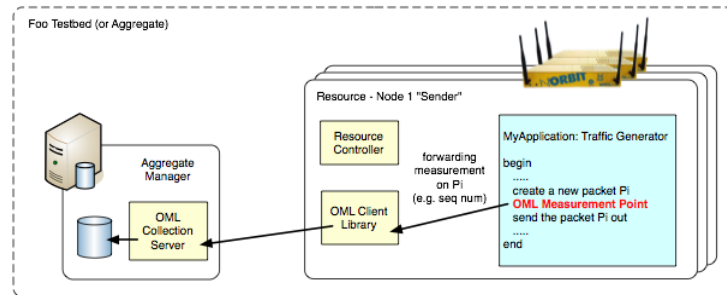 Foo Testbed (or Aggregate)
ORBIT
Resource - Node 1 "Sender"
Aggregate
Manager
OML
Collection
Server
Resource
Controller
OML Client
Library
forwarding
measurement
on Pi
(e.g. seq num)
MyApplication: Traffic Generator
begin
.....
create a new packet Pi
OML Measurement Point
send the packet Pi out
.....
end